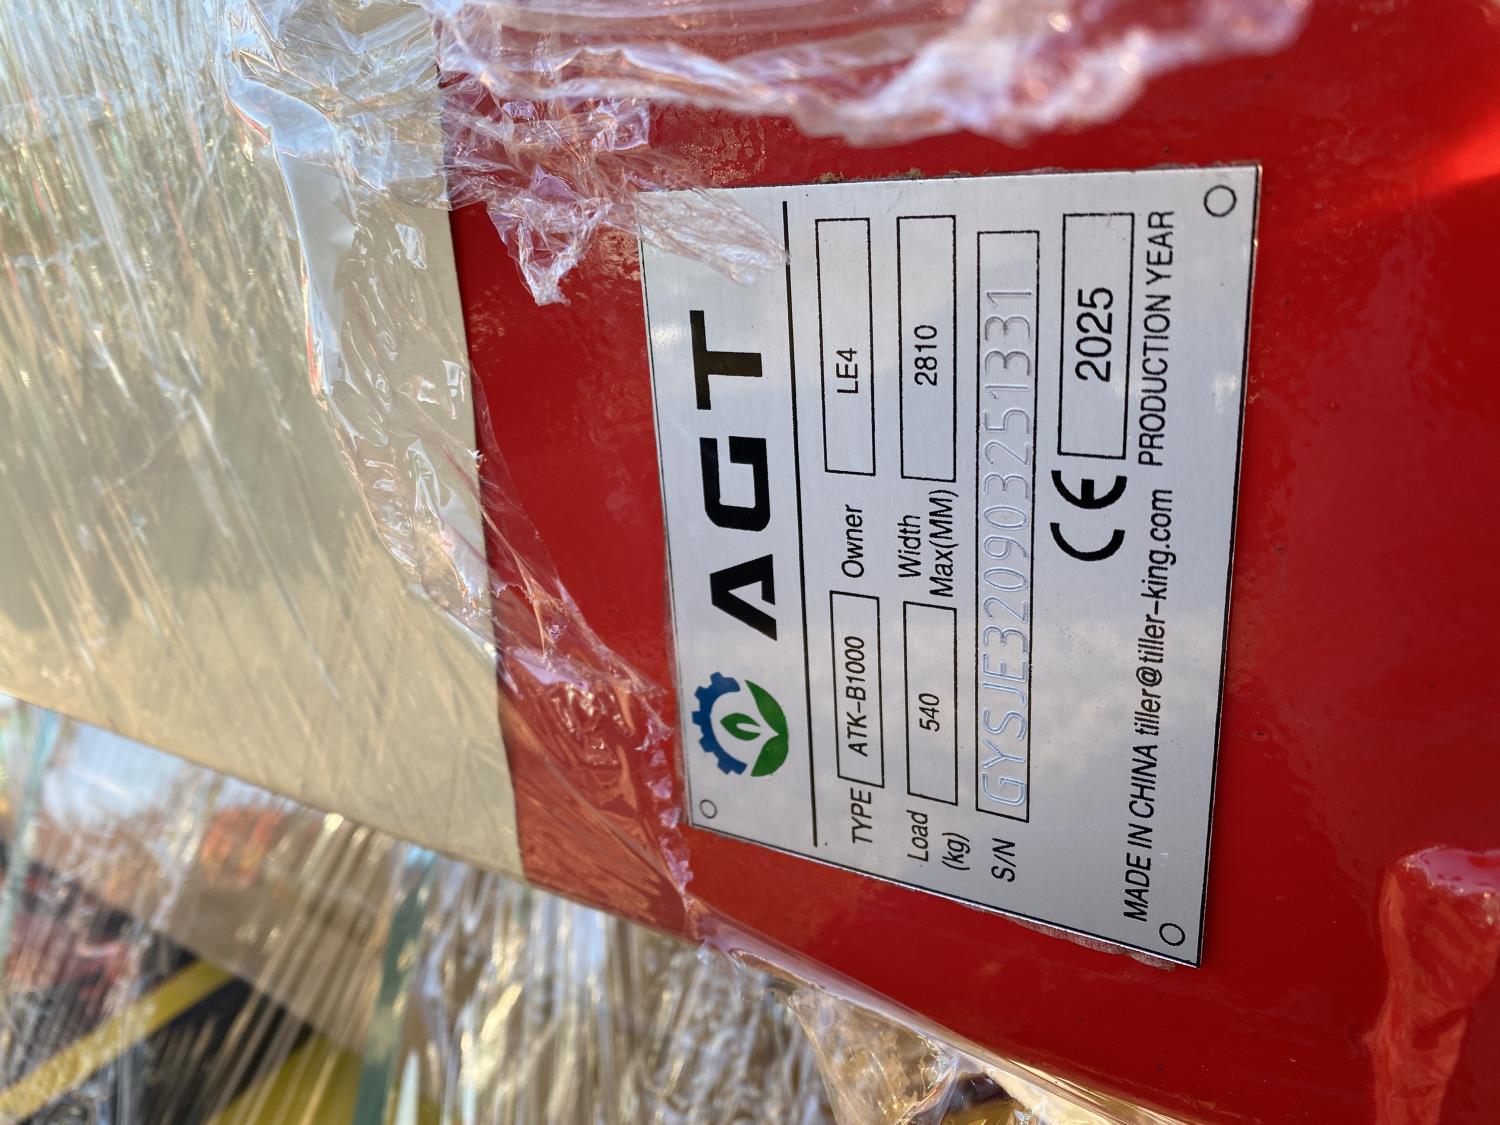 AGT
TYPE ATK-B1000 Owner LE4
Load (kg) 540 Width Max(MM) 2810
S/N GYSJE320903251331
CE 2025
MADE IN CHINA tiller@tiller-king.com PRODUCTION YEAR